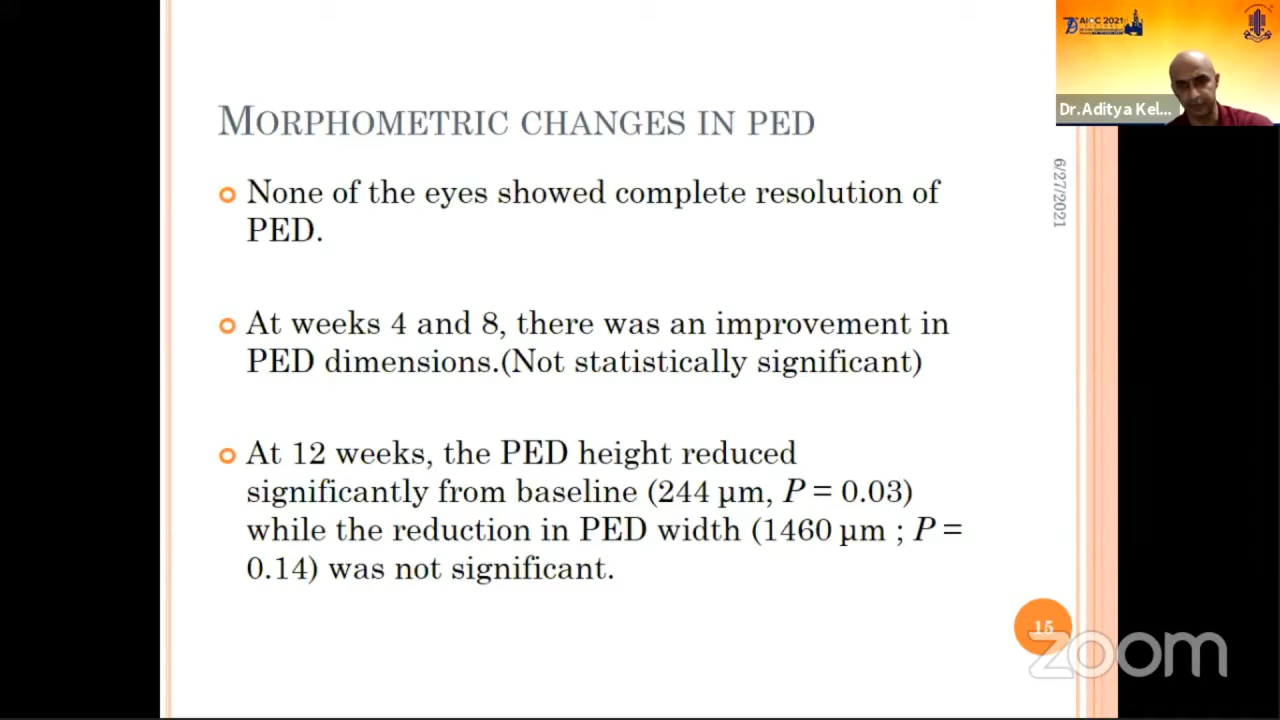 AIOC 2021
Dr.Aditya Kel...
MORPHOMETRIC CHANGES IN PED
6/27/2021
None of the eyes showed complete resolution of
PED.
At weeks 4 and 8, there was an improvement in
PED dimensions.(Not statistically significant)
At 12 weeks, the PED height reduced
significantly from baseline (244 μm, P = 0.03)
while the reduction in PED width (1460 μm ; P =
0.14) was not significant.
15
zoom